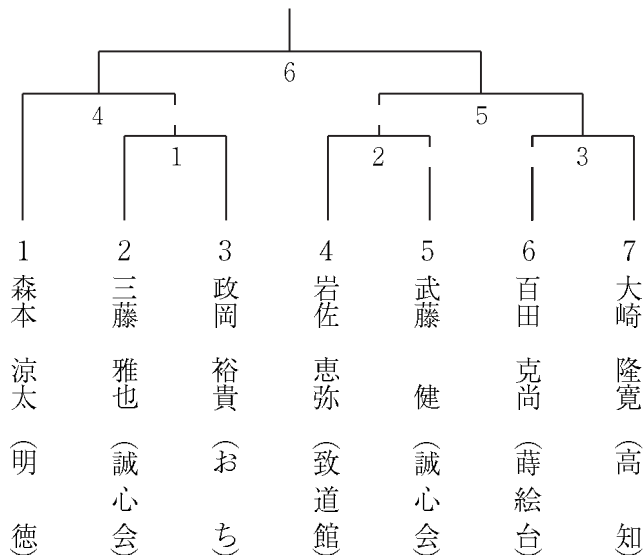 6
4
5
1
2
3
1 森本 涼太 (明 徳)
2 三藤 雅也 (誠心会)
3 政岡 裕貴 (お ち)
4 岩佐 恵弥 (致道館)
5 武藤 健 (誠心会)
6 百田 克尚 (蒔絵台)
7 大崎 隆寛 (高 知)